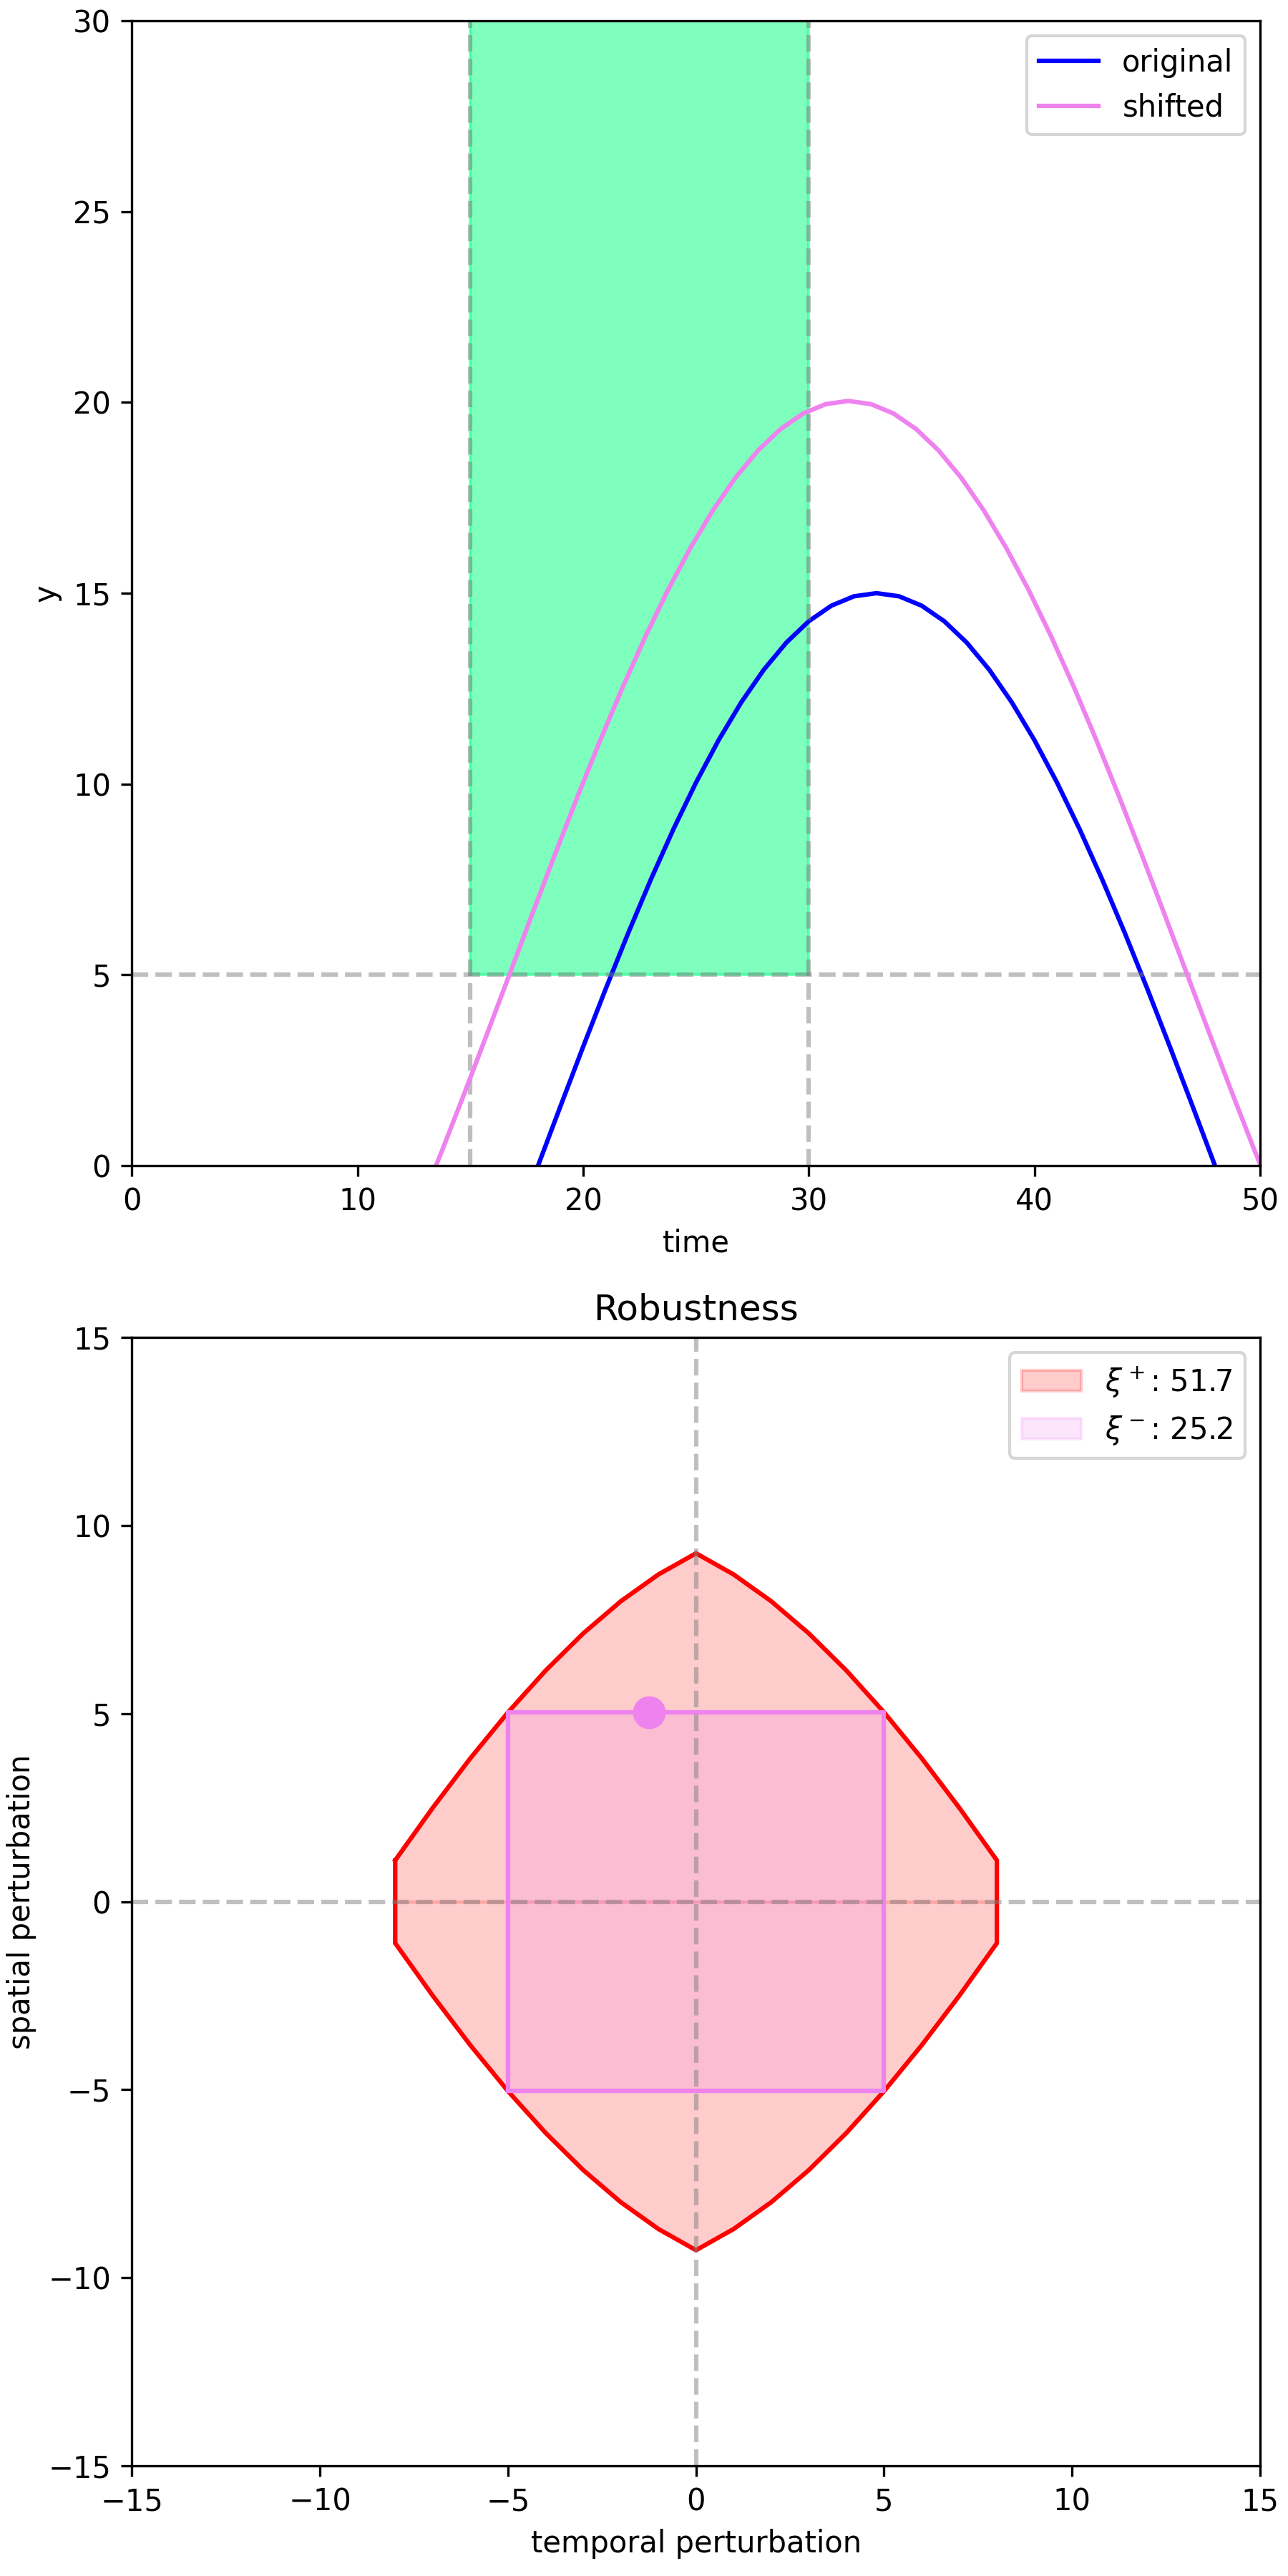 30
25
20
15
10
5
0
y
0 10 20 30 40 50
time
original
shifted
Robustness
15
10
5
0
−5
−10
−15
spatial perturbation
−15 −10 −5 0 5 10 15
temporal perturbation
ξ⁺: 51.7
ξ⁻: 25.2